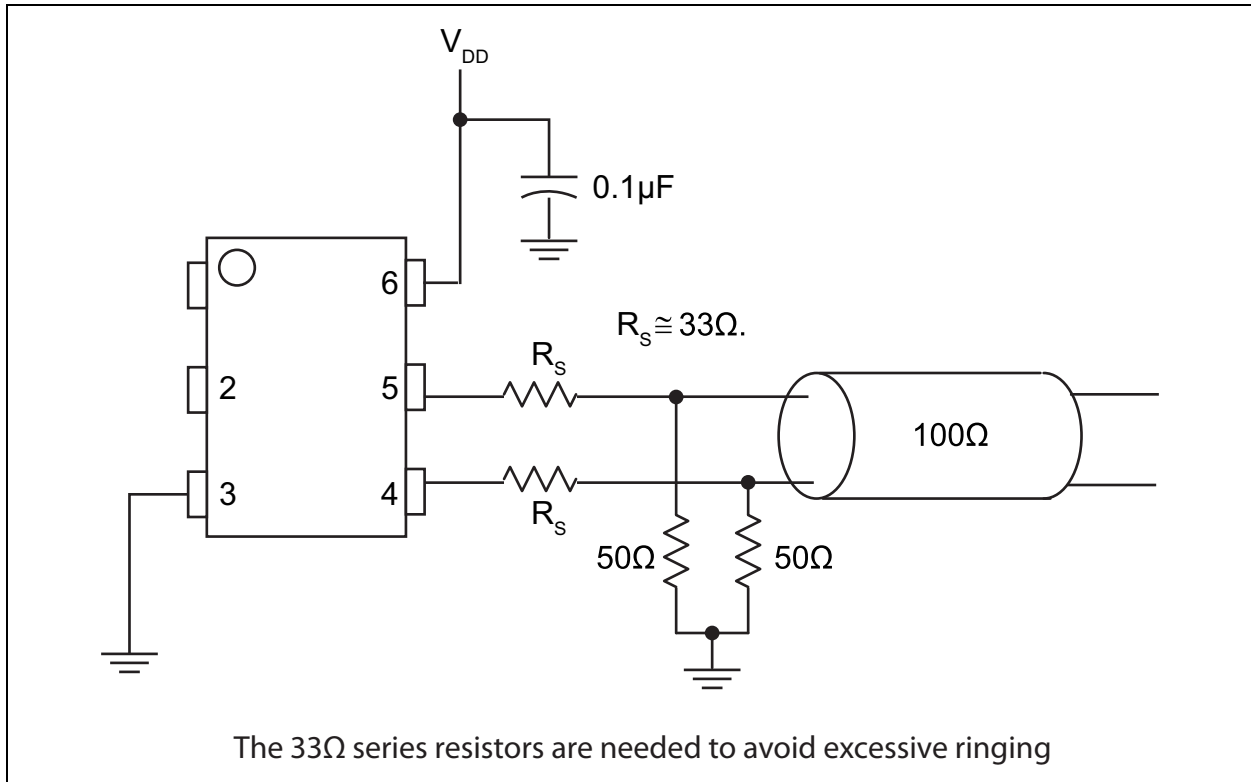 V_DD
0.1µF
6
R_S ≅ 33Ω.
R_S
2
5
100Ω
3
4
R_S
50Ω
50Ω
The 33Ω series resistors are needed to avoid excessive ringing